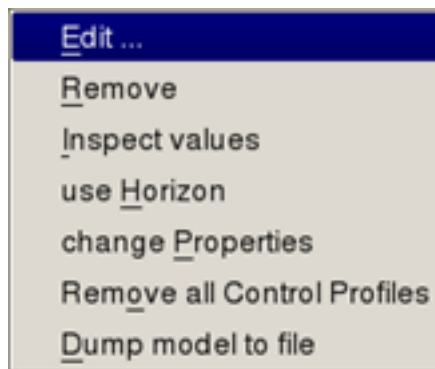 Edit ...
Remove
Inspect values
use Horizon
change Properties
Remove all Control Profiles
Dump model to file